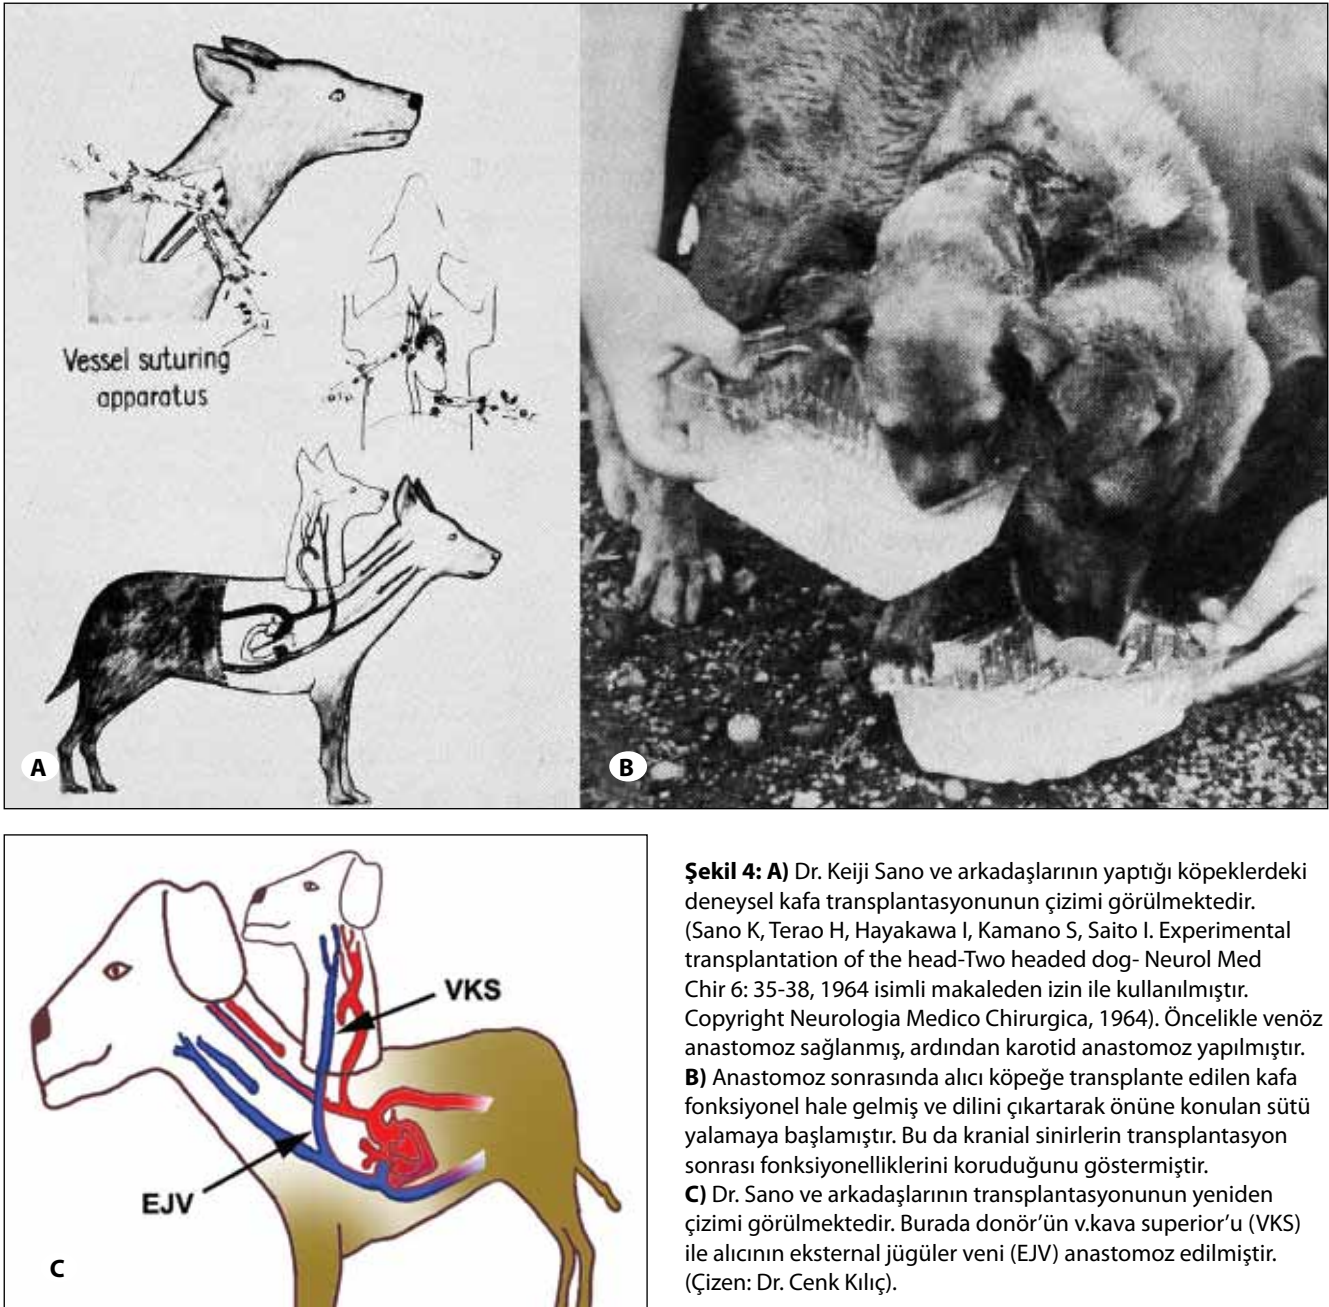 Vessel suturing
apparatus
A
B
VKS
EJV
C
Şekil 4: A) Dr. Keiji Sano ve arkadaşlarının yaptığı köpeklerdeki
deneysel kafa transplantasyonunun çizimi görülmektedir.
(Sano K, Terao H, Hayakawa I, Kamano S, Saito I. Experimental
transplantation of the head-Two headed dog- Neurol Med
Chir 6: 35-38, 1964 isimli makaleden izin ile kullanılmıştır.
Copyright Neurologia Medico Chirurgica, 1964). Öncelikle venöz
anastomoz sağlanmış, ardından karotid anastomoz yapılmıştır.
B) Anastomoz sonrasında alıcı köpeğe transplante edilen kafa
fonksiyonel hale gelmiş ve dilini çıkartarak önüne konulan sütü
yalamaya başlamıştır. Bu da kranial sinirlerin transplantasyon
sonrası fonksiyonelliklerini koruduğunu göstermiştir.
C) Dr. Sano ve arkadaşlarının transplantasyonunun yeniden
çizimi görülmektedir. Burada donör’ün v.kava superior’u (VKS)
ile alıcının eksternal jügüler veni (EJV) anastomoz edilmiştir.
(Çizen: Dr. Cenk Kılıç).